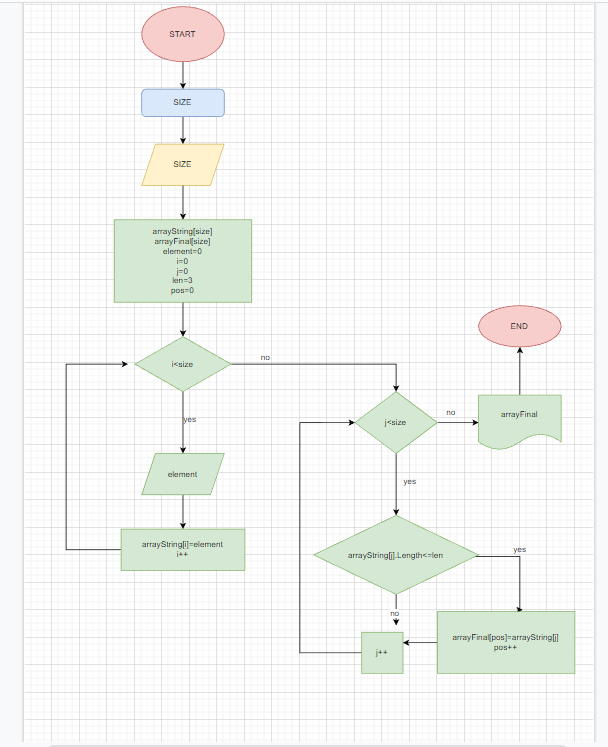 START
SIZE
SIZE
arrayString[size]
arrayFinal[size]
element=0
i=0
j=0
len=3
pos=0
i<size
no
yes
element
arrayString[i]=element
i++
j<size
no
arrayFinal
END
yes
arrayString[j].Length<=len
yes
no
arrayFinal[pos]=arrayString[j]
pos++
j++